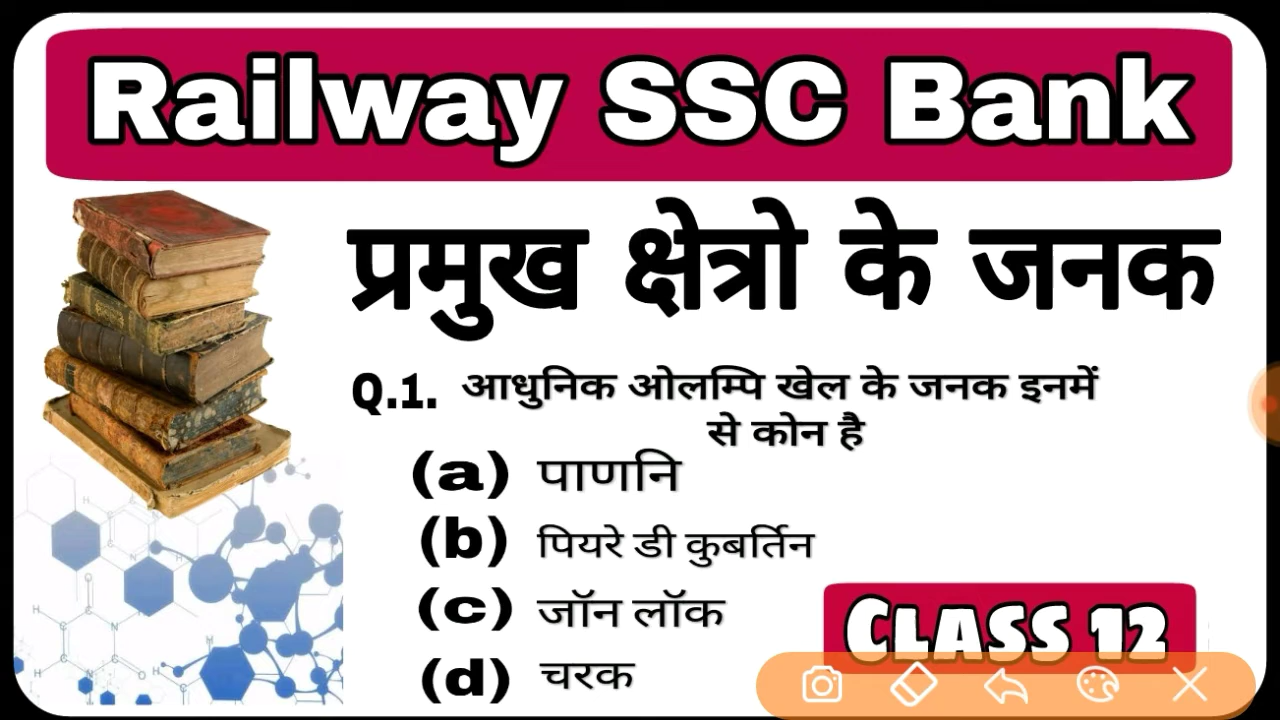 Railway SSC Bank
प्रमुख क्षेत्रो के जनक
Q.1. आधुनिक ओलम्पि खेल के जनक इनमें
से कोन है
(a) पाणनि
(b) पियरे डी कुबर्तिन
(c) जॉन लॉक
(d) चरक
CLASS 12